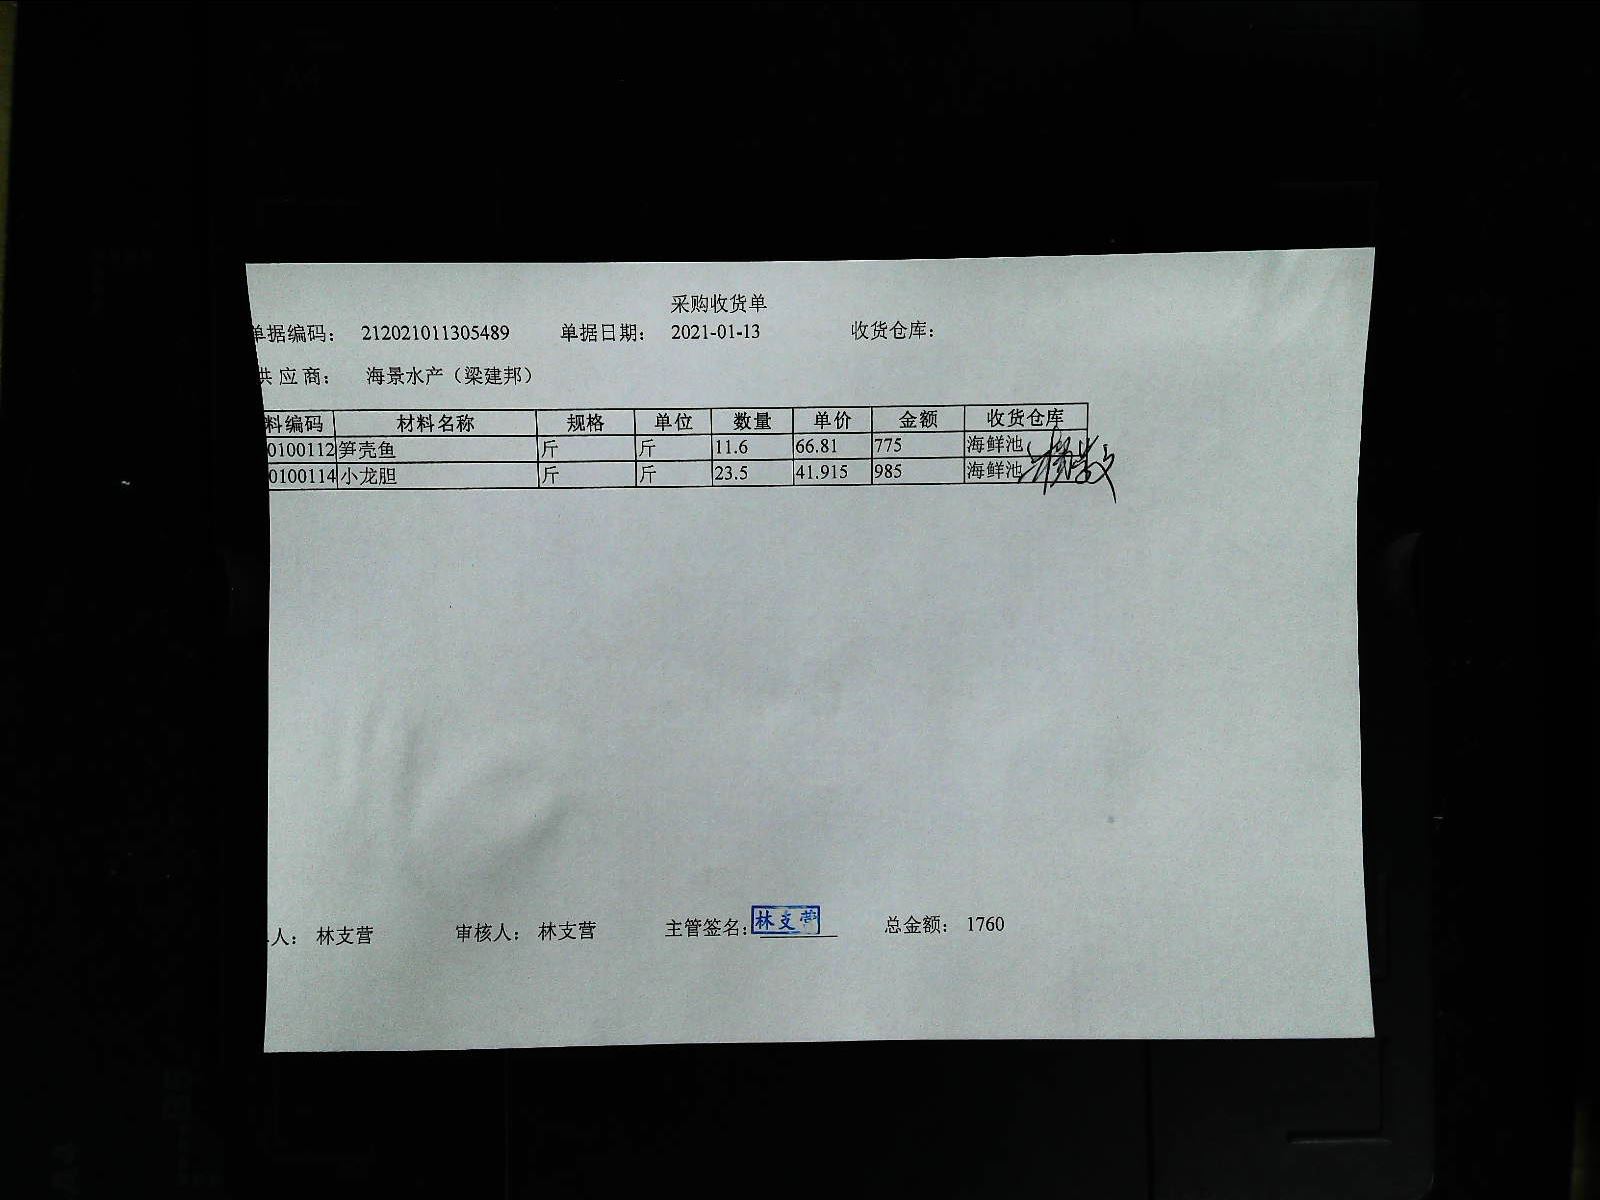 采购收货单
单据编码： 212021011305489 单据日期： 2021-01-13 收货仓库：
供应商： 海景水产（梁建邦）
料编码 材料名称 规格 单位 数量 单价 金额 收货仓库
0100112 笋壳鱼 斤 斤 11.6 66.81 775 海鲜池
0100114 小龙胆 斤 斤 23.5 41.915 985 海鲜池
人： 林支营 审核人： 林支营 主管签名： 林支营 总金额： 1760